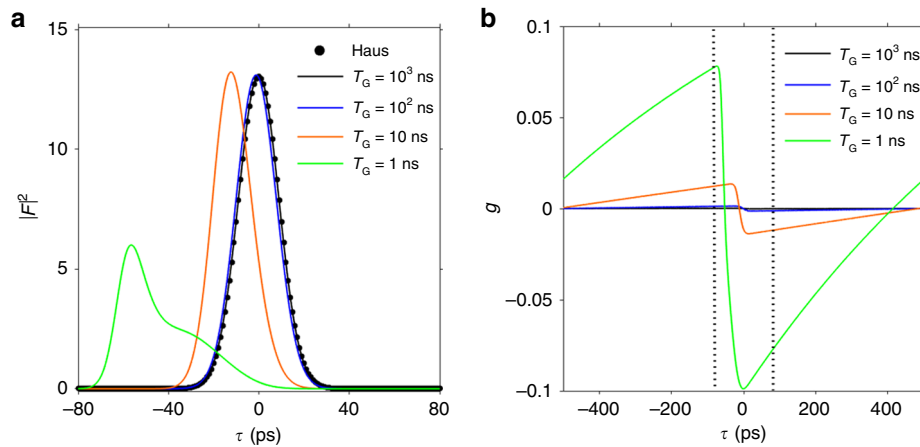 a
15
10
5
0
|F|²
Haus
T_G = 10³ ns
T_G = 10² ns
T_G = 10 ns
T_G = 1 ns
−80 −40 0 40 80
τ (ps)
b
0.1
0.05
0
−0.05
−0.1
g
T_G = 10³ ns
T_G = 10² ns
T_G = 10 ns
T_G = 1 ns
−400 −200 0 200 400
τ (ps)